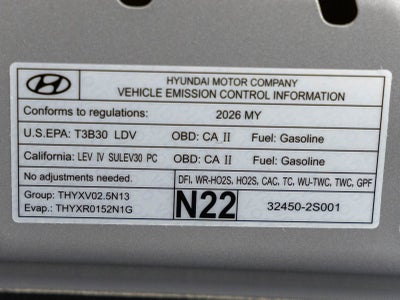 HYUNDAI MOTOR COMPANY
VEHICLE EMISSION CONTROL INFORMATION
Conforms to regulations: 2026 MY
U.S.EPA: T3B30 LDV OBD: CA II Fuel: Gasoline
California: LEV IV SULEV30 PC OBD: CA II Fuel: Gasoline
No adjustments needed. DFI, WR-HO2S, HO2S, CAC, TC, WU-TWC, TWC, GPF
Group: THYXV02.5N13
Evap.: THYXR0152N1G
N22 32450-2S001